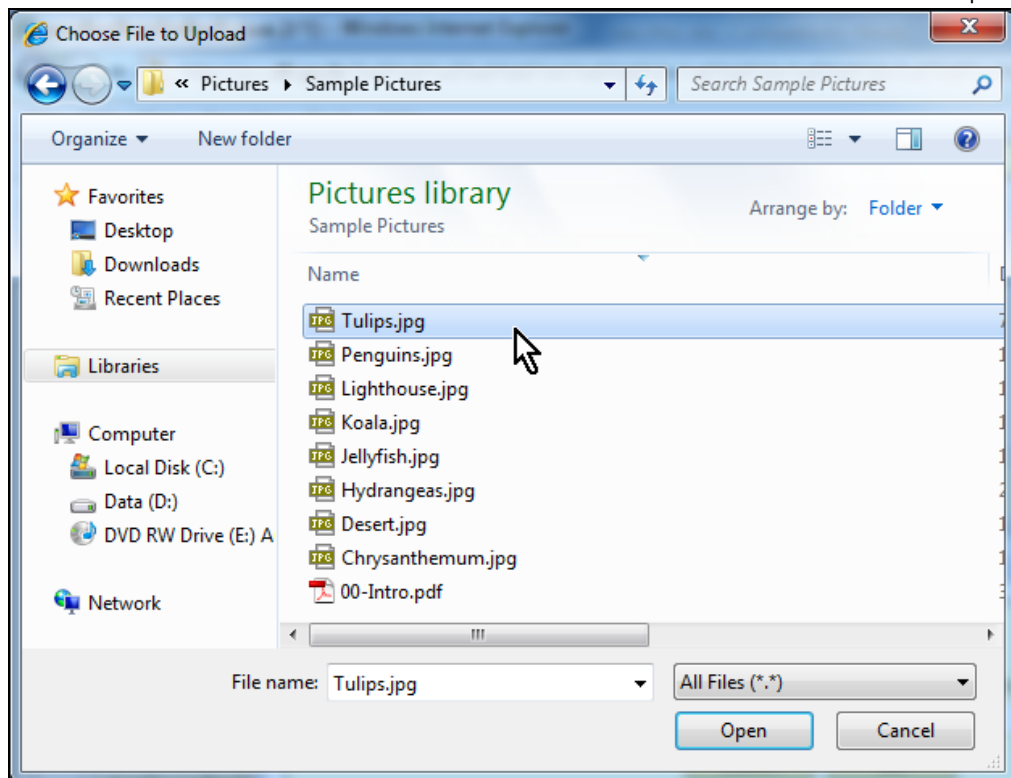 Choose File to Upload
« Pictures Sample Pictures Search Sample Pictures
Organize New folder
Favorites
Desktop
Downloads
Recent Places
Libraries
Computer
Local Disk (C:)
Data (D:)
DVD RW Drive (E:) A
Network
Pictures library
Sample Pictures
Arrange by: Folder
Name
Tulips.jpg
Penguins.jpg
Lighthouse.jpg
Koala.jpg
Jellyfish.jpg
Hydrangeas.jpg
Desert.jpg
Chrysanthemum.jpg
00-Intro.pdf
File name: Tulips.jpg All Files (*.*)
Open Cancel